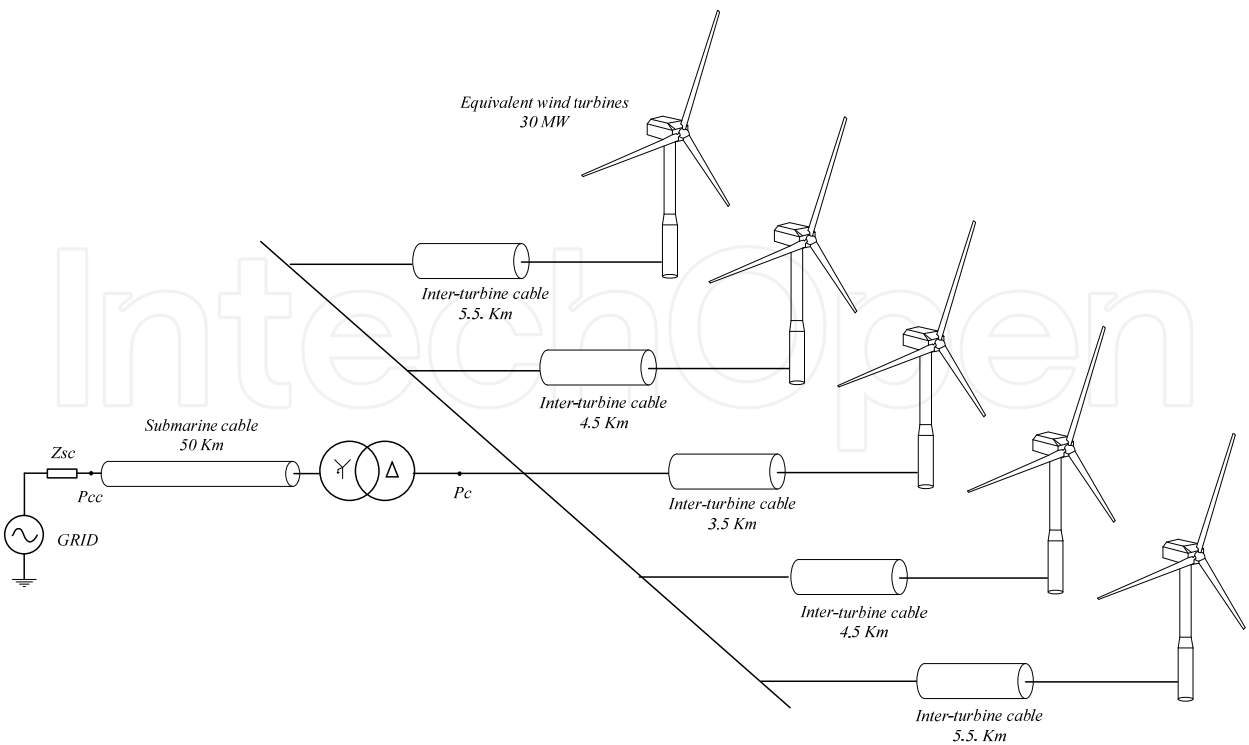 Equivalent wind turbines
30 MW
Inter-turbine cable
5.5. Km
Inter-turbine cable
4.5 Km
Submarine cable
50 Km
Zsc
Pcc
Pc
GRID
Inter-turbine cable
3.5 Km
Inter-turbine cable
4.5 Km
Inter-turbine cable
5.5. Km
IntechOpen